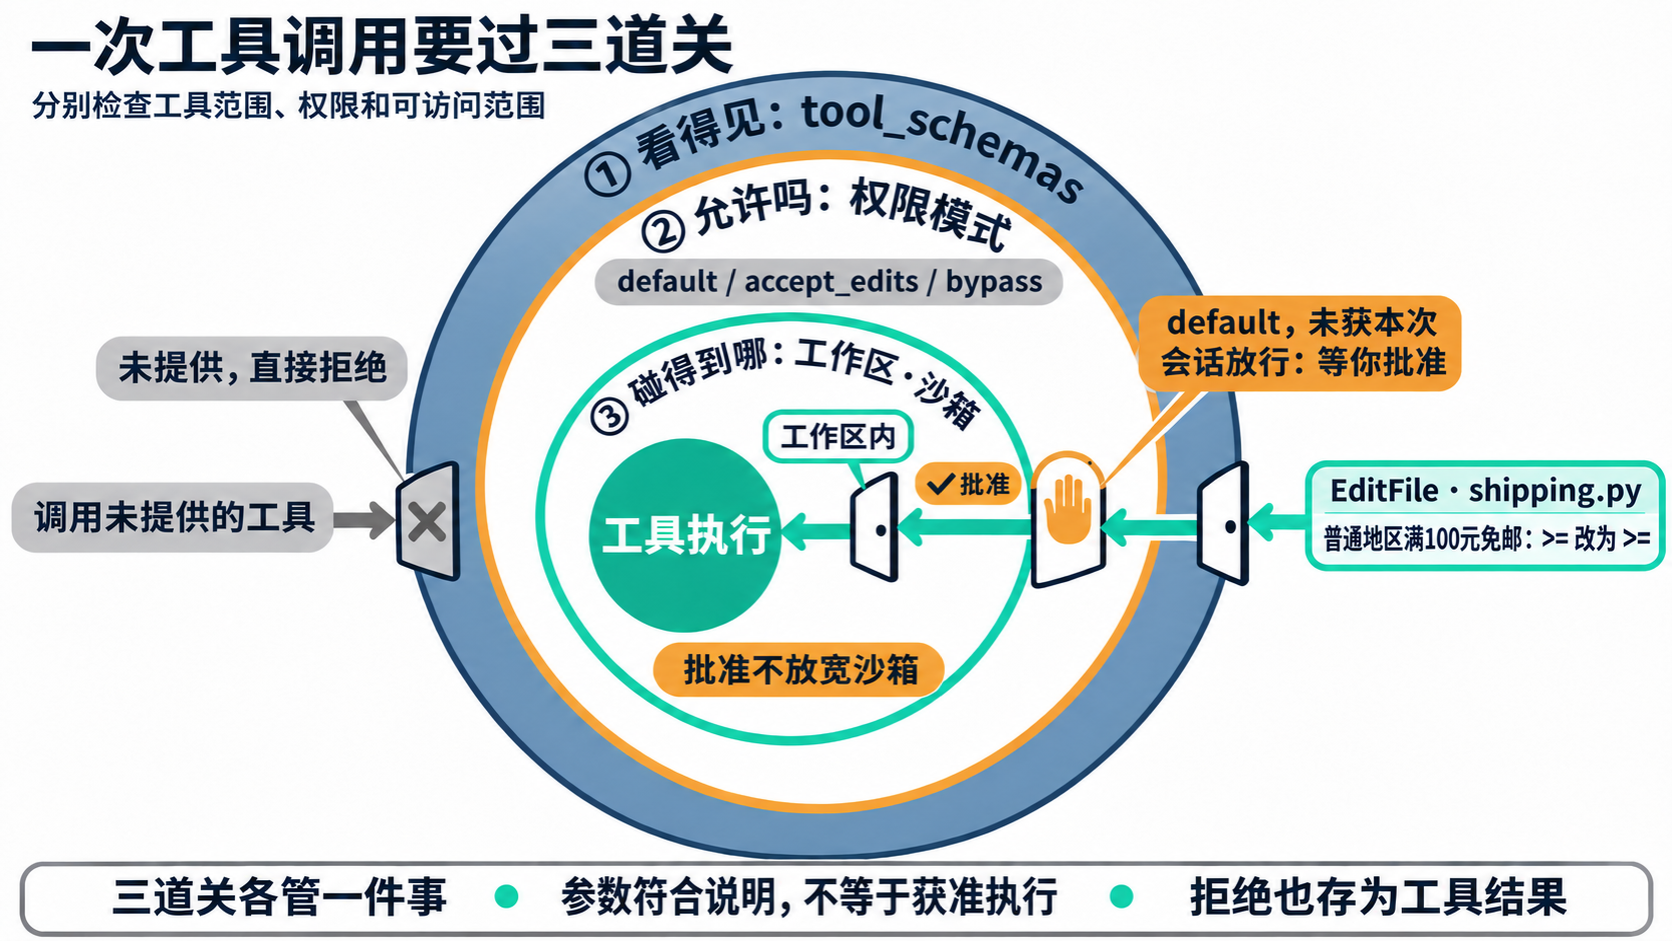 一次工具调用要过三道关
分别检查工具范围、权限和可访问范围
① 看得见：tool_schemas
② 允许吗：权限模式
default / accept_edits / bypass
default，未获本次
会话放行：等你批准
未提供，直接拒绝
③ 碰得到哪：工作区·沙箱
工作区内
批准
调用未提供的工具
工具执行
EditFile · shipping.py
普通地区满100元免邮：>= 改为 >=
批准不放宽沙箱
三道关各管一件事
参数符合说明，不等于获准执行
拒绝也存为工具结果